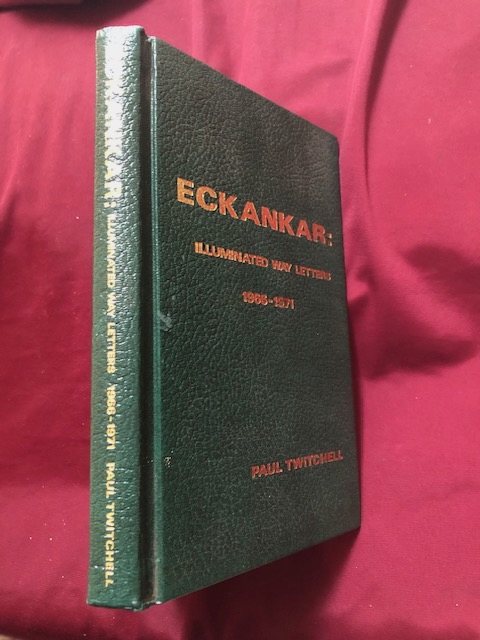 ECKANKAR:
ILLUMINATED WAY LETTERS
1966-1971
PAUL TWITCHELL
ECKANKAR: ILLUMINATED WAY LETTERS 1966-1971 PAUL TWITCHELL